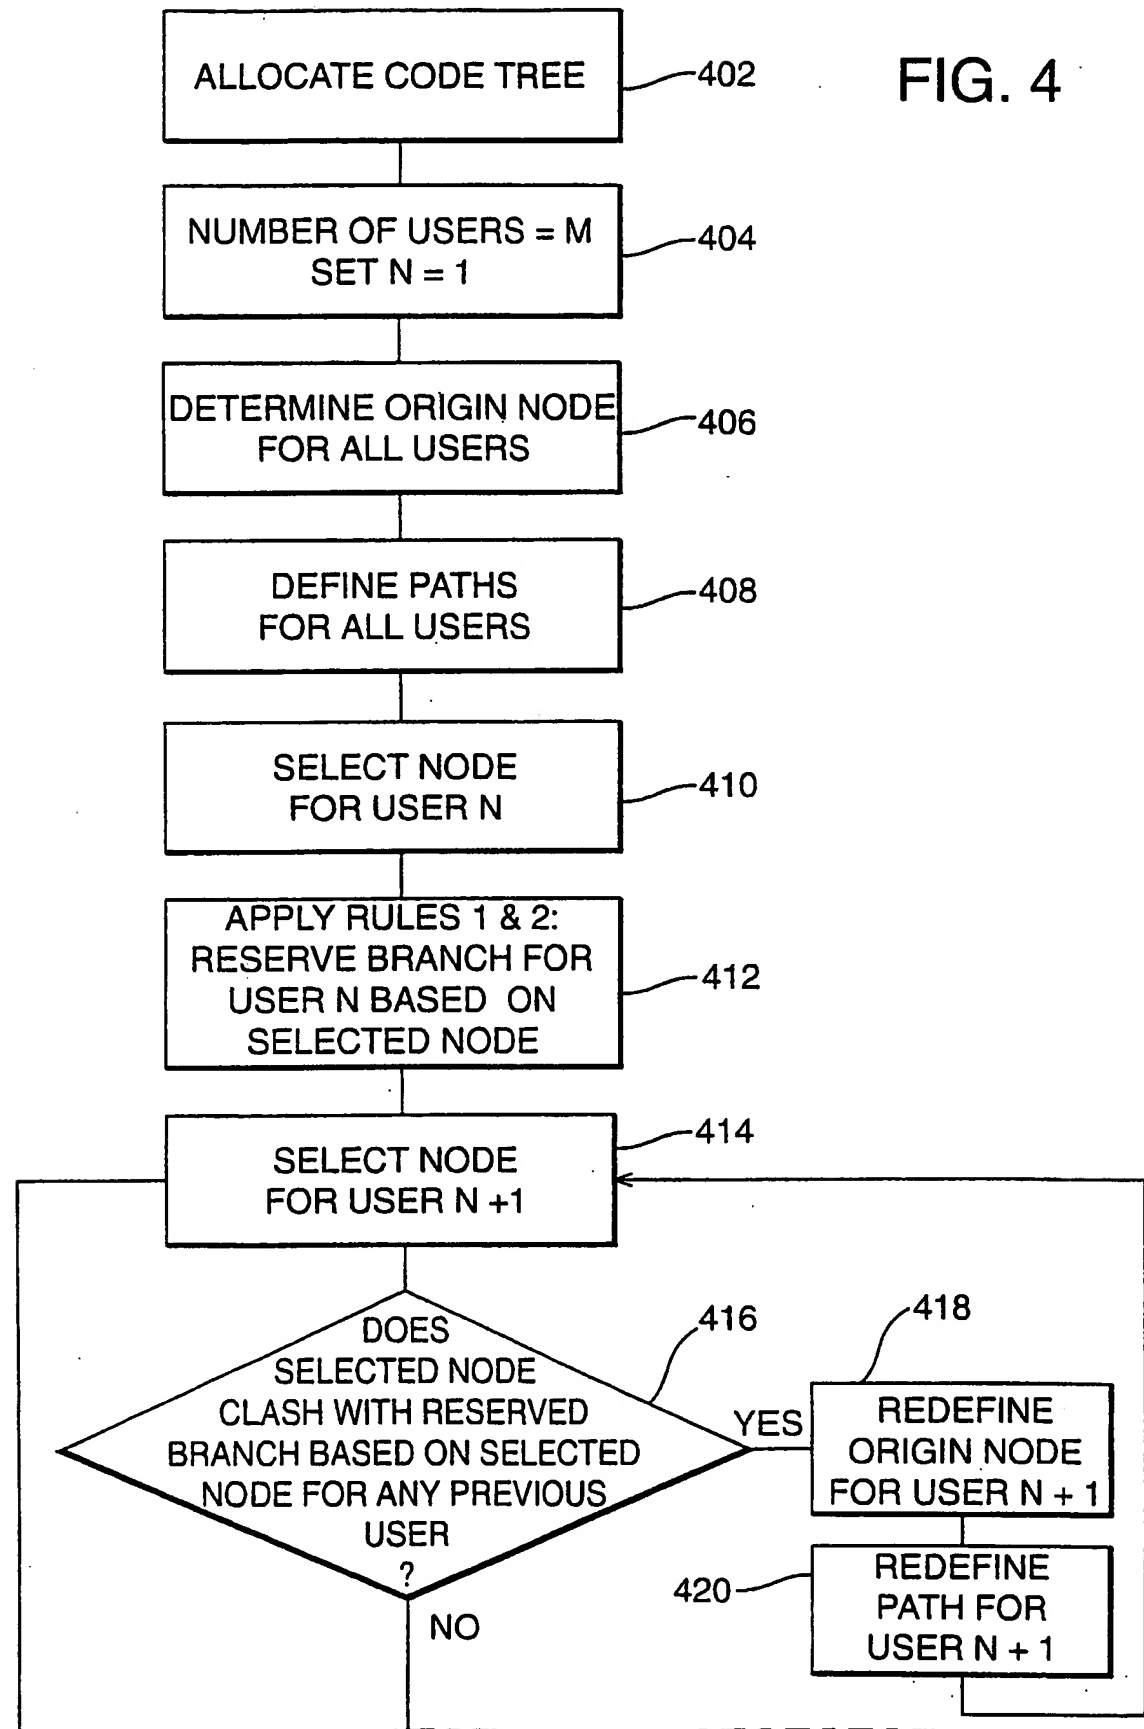 FIG. 4
ALLOCATE CODE TREE
402
NUMBER OF USERS = M
SET N = 1
404
DETERMINE ORIGIN NODE
FOR ALL USERS
406
DEFINE PATHS
FOR ALL USERS
408
SELECT NODE
FOR USER N
410
APPLY RULES 1 & 2:
RESERVE BRANCH FOR
USER N BASED ON
SELECTED NODE
412
SELECT NODE
FOR USER N +1
414
DOES
SELECTED NODE
CLASH WITH RESERVED
BRANCH BASED ON SELECTED
NODE FOR ANY PREVIOUS
USER
?
416
YES
NO
REDEFINE
ORIGIN NODE
FOR USER N + 1
418
REDEFINE
PATH FOR
USER N + 1
420